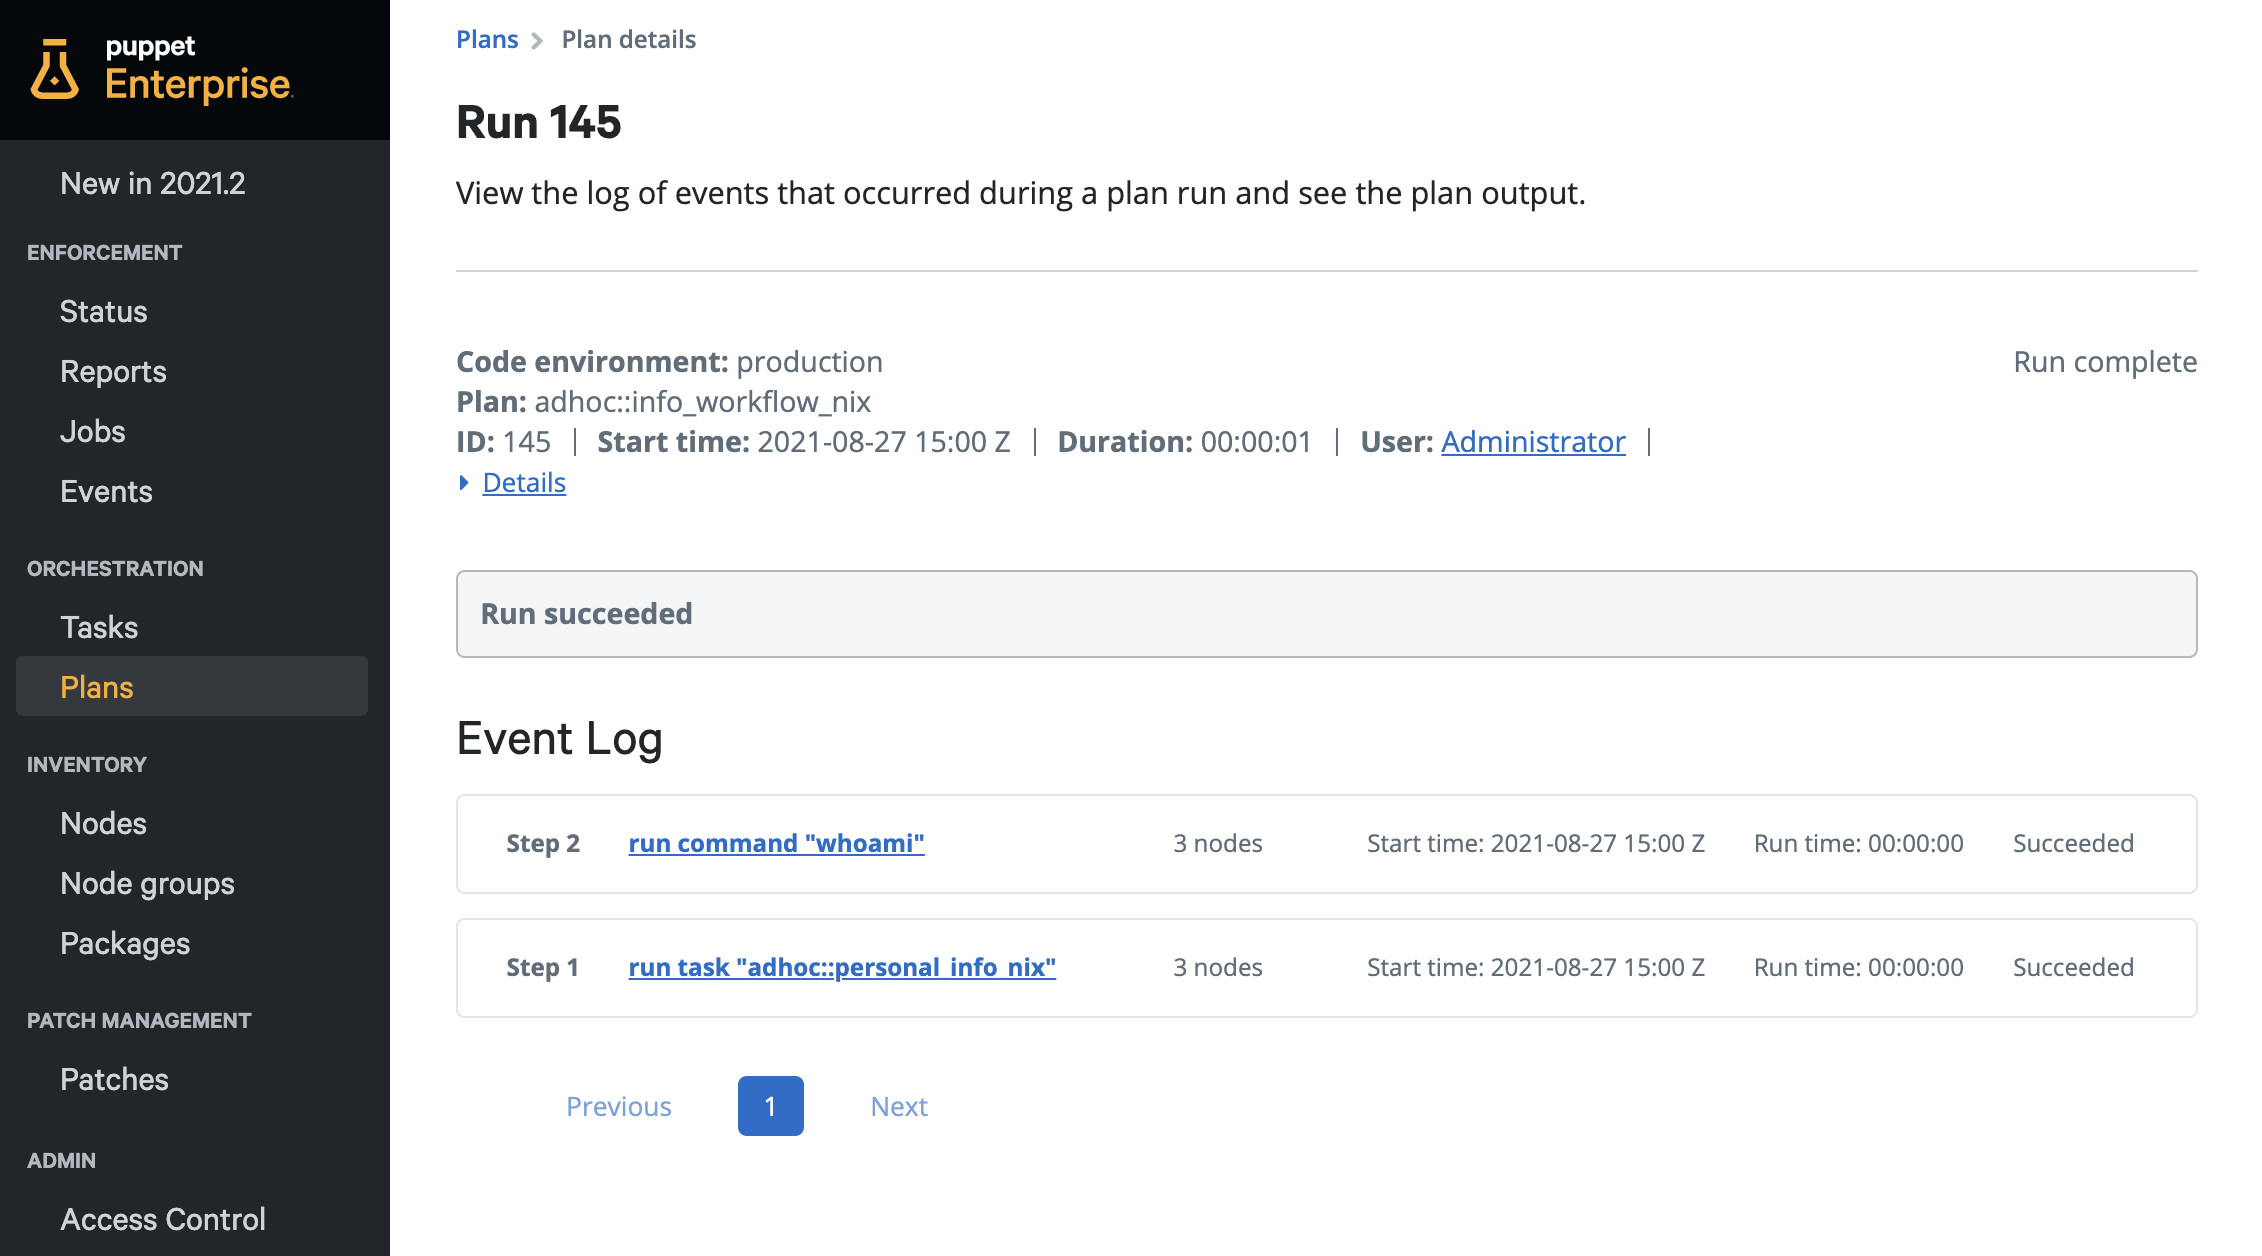 puppet
Enterprise.
New in 2021.2
ENFORCEMENT
Status
Reports
Jobs
Events
ORCHESTRATION
Tasks
Plans
INVENTORY
Nodes
Node groups
Packages
PATCH MANAGEMENT
Patches
ADMIN
Access Control
Plans > Plan details
Run 145
View the log of events that occurred during a plan run and see the plan output.
Code environment: production
Run complete
Plan: adhoc::info_workflow_nix
ID: 145 | Start time: 2021-08-27 15:00 Z | Duration: 00:00:01 | User: Administrator |
Details
Run succeeded
Event Log
Step 2 run command "whoami" 3 nodes Start time: 2021-08-27 15:00 Z Run time: 00:00:00 Succeeded
Step 1 run task "adhoc::personal_info_nix" 3 nodes Start time: 2021-08-27 15:00 Z Run time: 00:00:00 Succeeded
Previous 1 Next